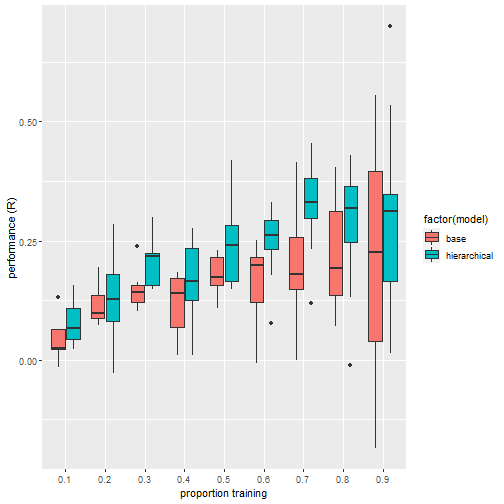 performance (R)
0.50
0.25
0.00
0.1 0.2 0.3 0.4 0.5 0.6 0.7 0.8 0.9
proportion training
factor(model)
base
hierarchical